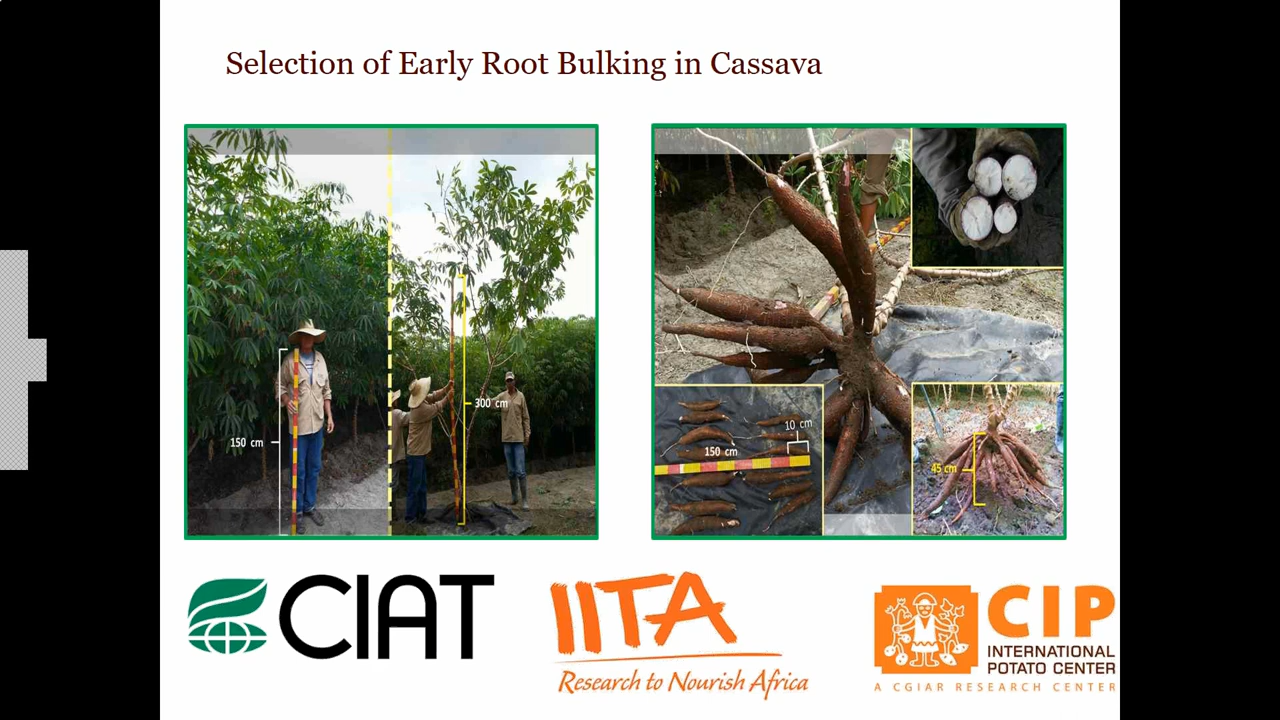 Selection of Early Root Bulking in Cassava
150 cm
300 cm
10 cm
150 cm
45 cm
CIAT
IITA
Research to Nourish Africa
CIP
INTERNATIONAL
POTATO CENTER
A CGIAR RESEARCH CENTER